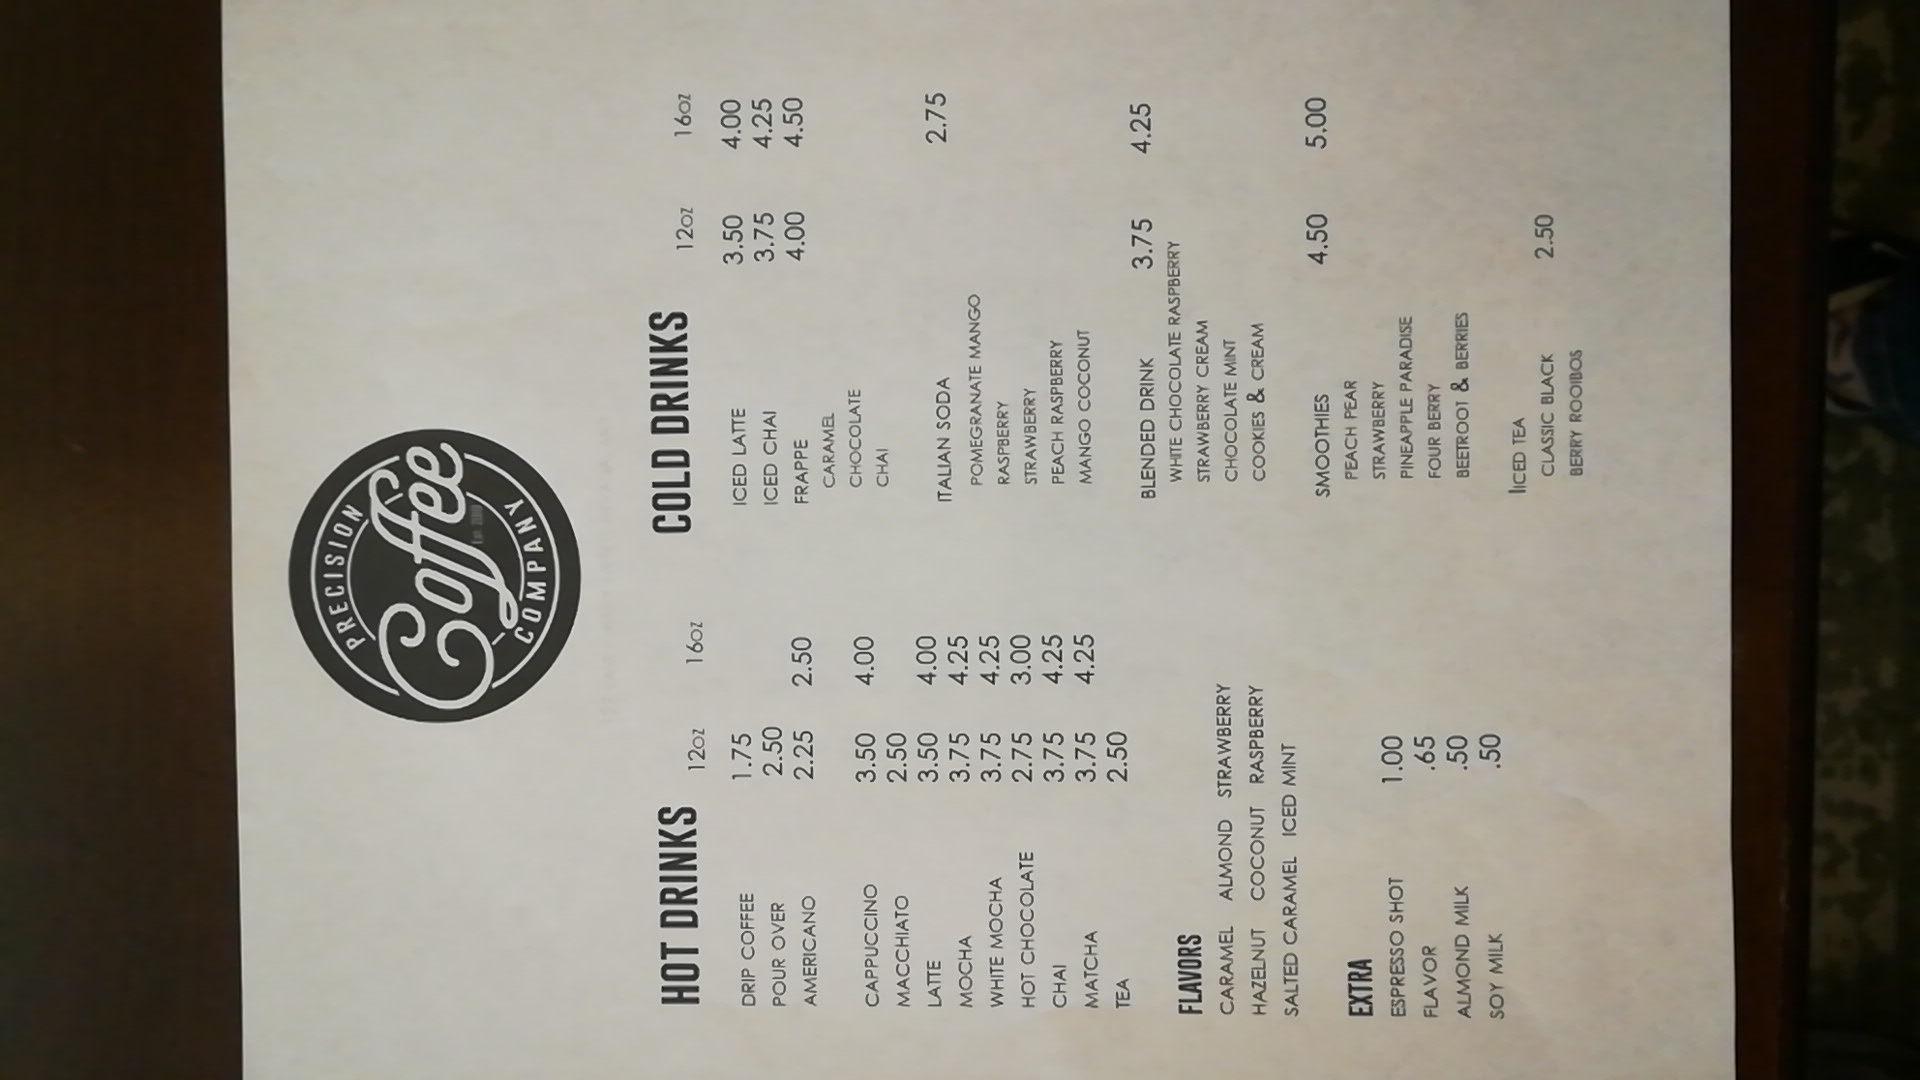 PRECISION
Coffee
COMPANY
HOT DRINKS
12oz 16oz
DRIP COFFEE 1.75
POUR OVER 2.50
AMERICANO 2.25 2.50
CAPPUCCINO 3.50 4.00
MACCHIATO 2.50
LATTE 3.50 4.00
MOCHA 3.75 4.25
WHITE MOCHA 3.75 4.25
HOT CHOCOLATE 2.75 3.00
CHAI 3.75 4.25
MATCHA 3.75 4.25
TEA 2.50
FLAVORS
CARAMEL ALMOND STRAWBERRY
HAZELNUT COCONUT RASPBERRY
SALTED CARAMEL ICED MINT
EXTRA
ESPRESSO SHOT 1.00
FLAVOR .65
ALMOND MILK .50
SOY MILK .50
COLD DRINKS
12oz 16oz
ICED LATTE 3.50 4.00
ICED CHAI 3.75 4.25
FRAPPE 4.00 4.50
CARAMEL
CHOCOLATE
CHAI
ITALIAN SODA 2.75
POMEGRANATE MANGO
RASPBERRY
STRAWBERRY
PEACH RASPBERRY
MANGO COCONUT
BLENDED DRINK 3.75 4.25
WHITE CHOCOLATE RASPBERRY
STRAWBERRY CREAM
CHOCOLATE MINT
COOKIES & CREAM
SMOOTHIES 4.50 5.00
PEACH PEAR
STRAWBERRY
PINEAPPLE PARADISE
FOUR BERRY
BEETROOT & BERRIES
IICED TEA
CLASSIC BLACK 2.50
BERRY ROOIBOS